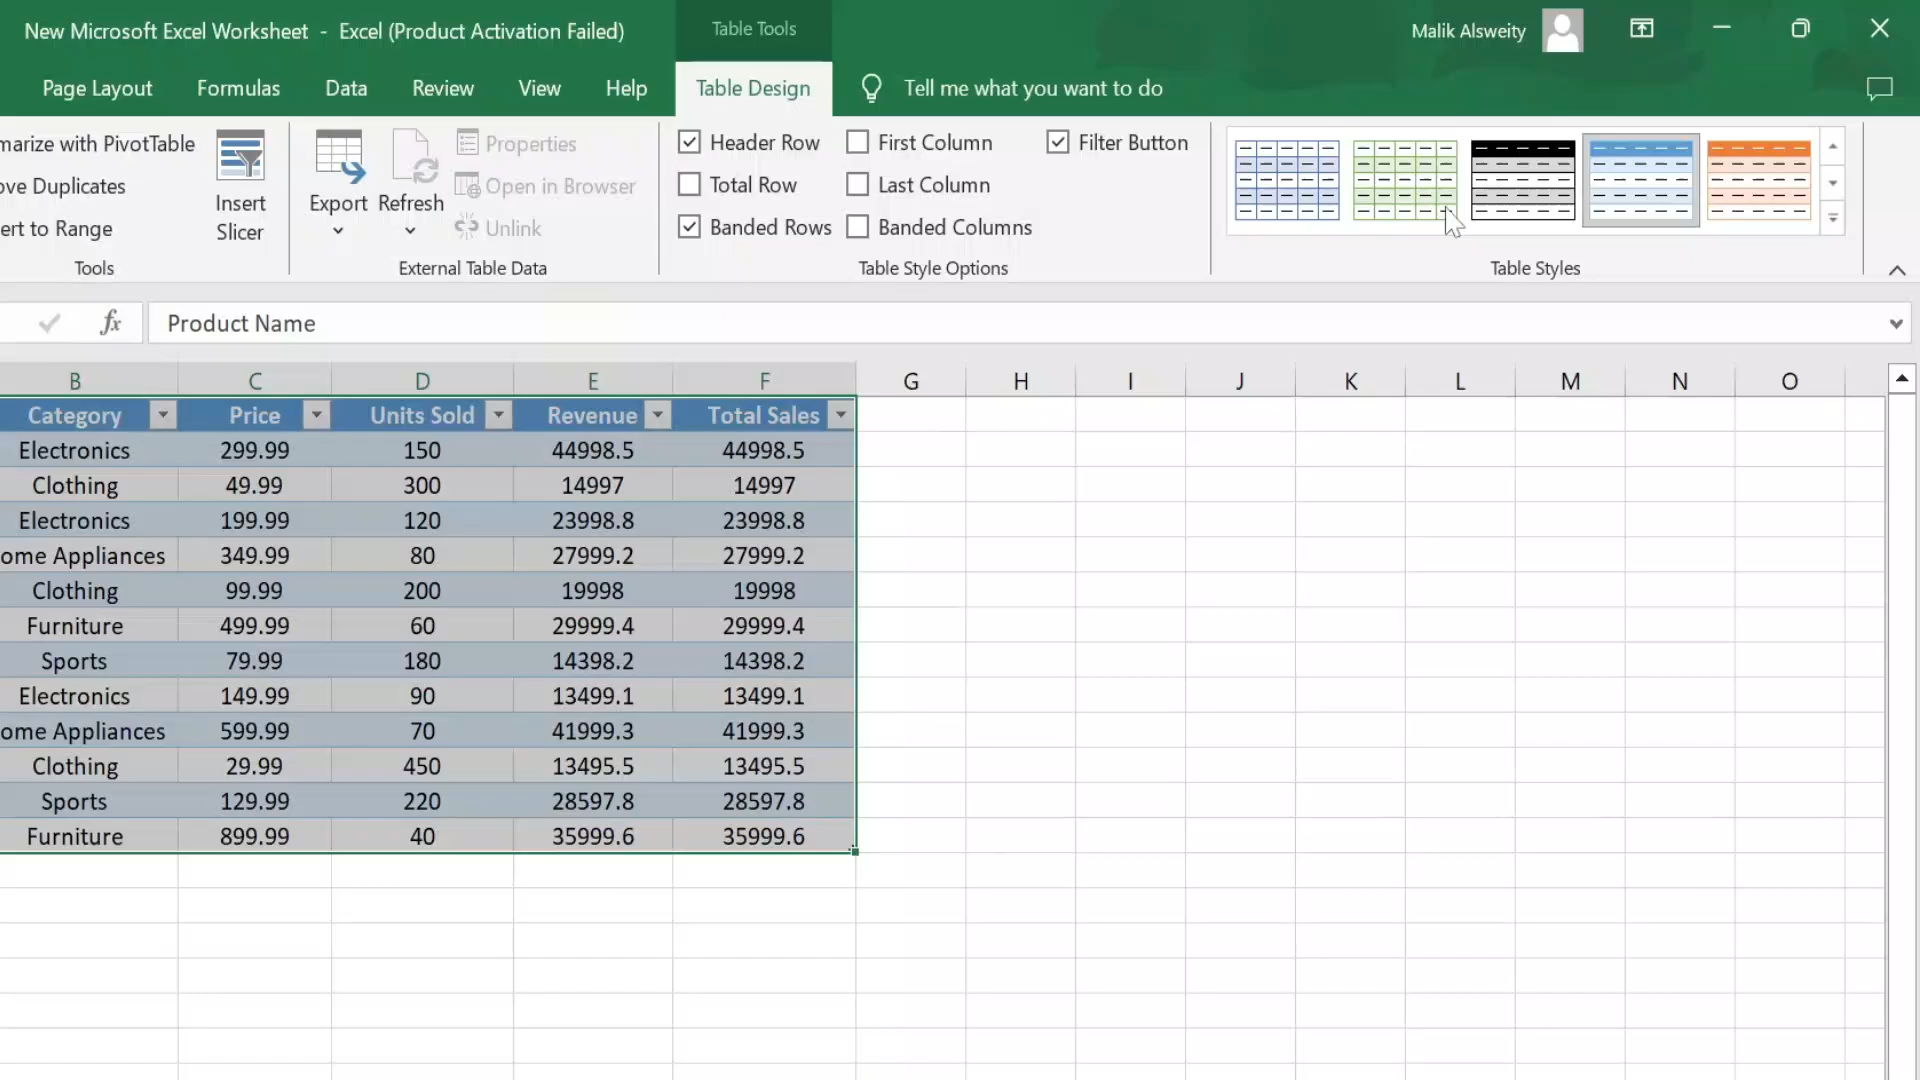 New Microsoft Excel Worksheet - Excel (Product Activation Failed)
Table Tools
Malik Alsweity
Page Layout Formulas Data Review View Help Table Design Tell me what you want to do
marize with PivotTable
ove Duplicates
ert to Range
Tools
Insert
Slicer
Export
Refresh
Properties
Open in Browser
Unlink
External Table Data
Header Row First Column Filter Button
Total Row Last Column
Banded Rows Banded Columns
Table Style Options
Table Styles
fx Product Name
B C D E F G H I J K L M N O
Category Price Units Sold Revenue Total Sales
Electronics 299.99 150 44998.5 44998.5
Clothing 49.99 300 14997 14997
Electronics 199.99 120 23998.8 23998.8
ome Appliances 349.99 80 27999.2 27999.2
Clothing 99.99 200 19998 19998
Furniture 499.99 60 29999.4 29999.4
Sports 79.99 180 14398.2 14398.2
Electronics 149.99 90 13499.1 13499.1
ome Appliances 599.99 70 41999.3 41999.3
Clothing 29.99 450 13495.5 13495.5
Sports 129.99 220 28597.8 28597.8
Furniture 899.99 40 35999.6 35999.6